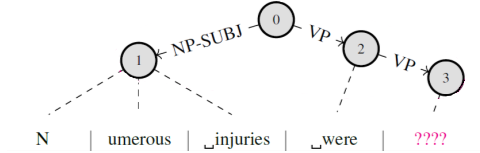 0
NP-SUBJ VP
1 2
VP
3
N | umerous | ␣injuries | ␣were | ????